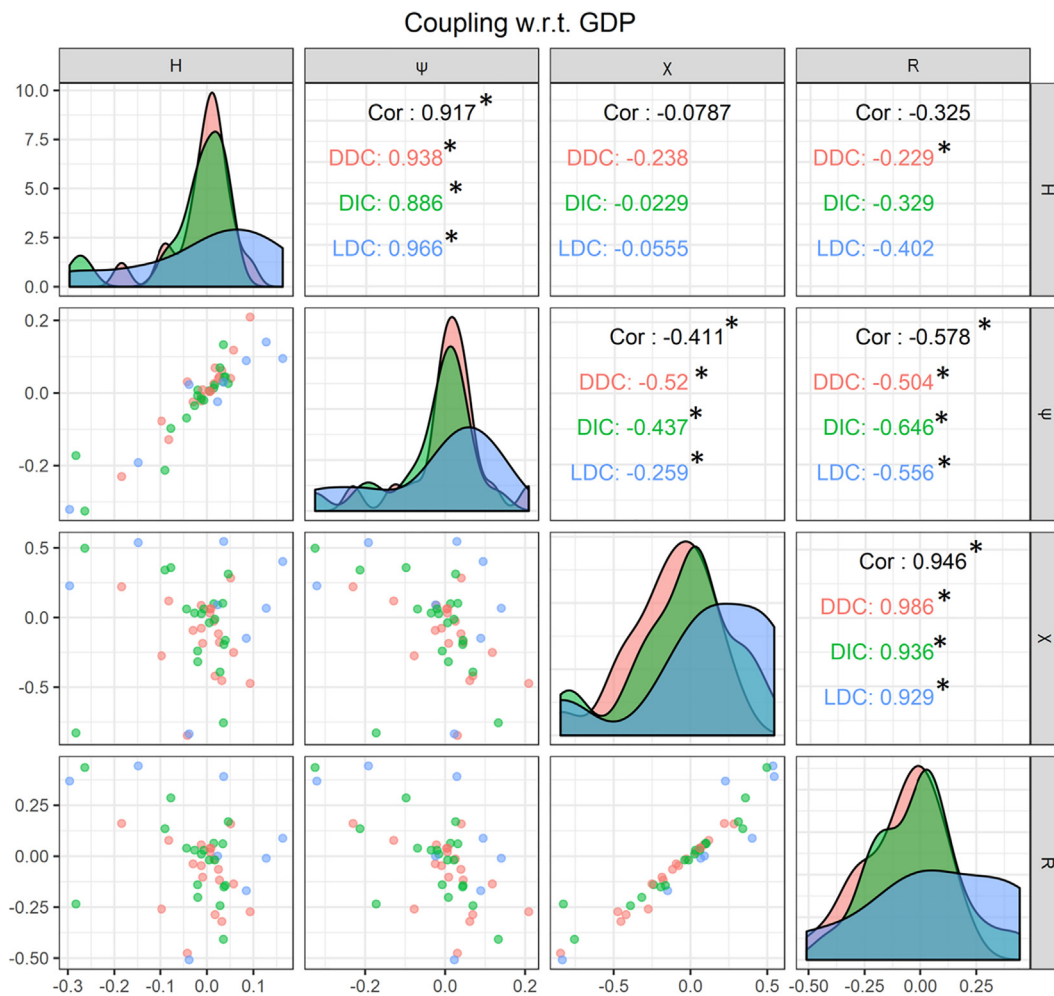 Coupling w.r.t. GDP
H ψ χ R
10.0
7.5
5.0
2.5
0.0
Cor : 0.917*
DDC: 0.938*
DIC: 0.886*
LDC: 0.966*
Cor : -0.0787
DDC: -0.238
DIC: -0.0229
LDC: -0.0555
Cor : -0.325
DDC: -0.229*
DIC: -0.329
LDC: -0.402
H
0.2
0.0
-0.2
Cor : -0.411*
DDC: -0.52*
DIC: -0.437*
LDC: -0.259*
Cor : -0.578*
DDC: -0.504*
DIC: -0.646*
LDC: -0.556*
ψ
0.5
0.0
-0.5
Cor : 0.946*
DDC: 0.986*
DIC: 0.936*
LDC: 0.929*
χ
0.25
0.00
-0.25
-0.50
R
-0.3 -0.2 -0.1 0.0 0.1 -0.2 0.0 0.2 -0.5 0.0 0.5 -0.50 -0.25 0.00 0.25